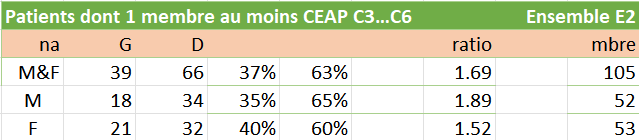 Patients dont 1 membre au moins CEAP C3...C6 Ensemble E2
na G D ratio mbre
M&F 39 66 37% 63% 1.69 105
M 18 34 35% 65% 1.89 52
F 21 32 40% 60% 1.52 53